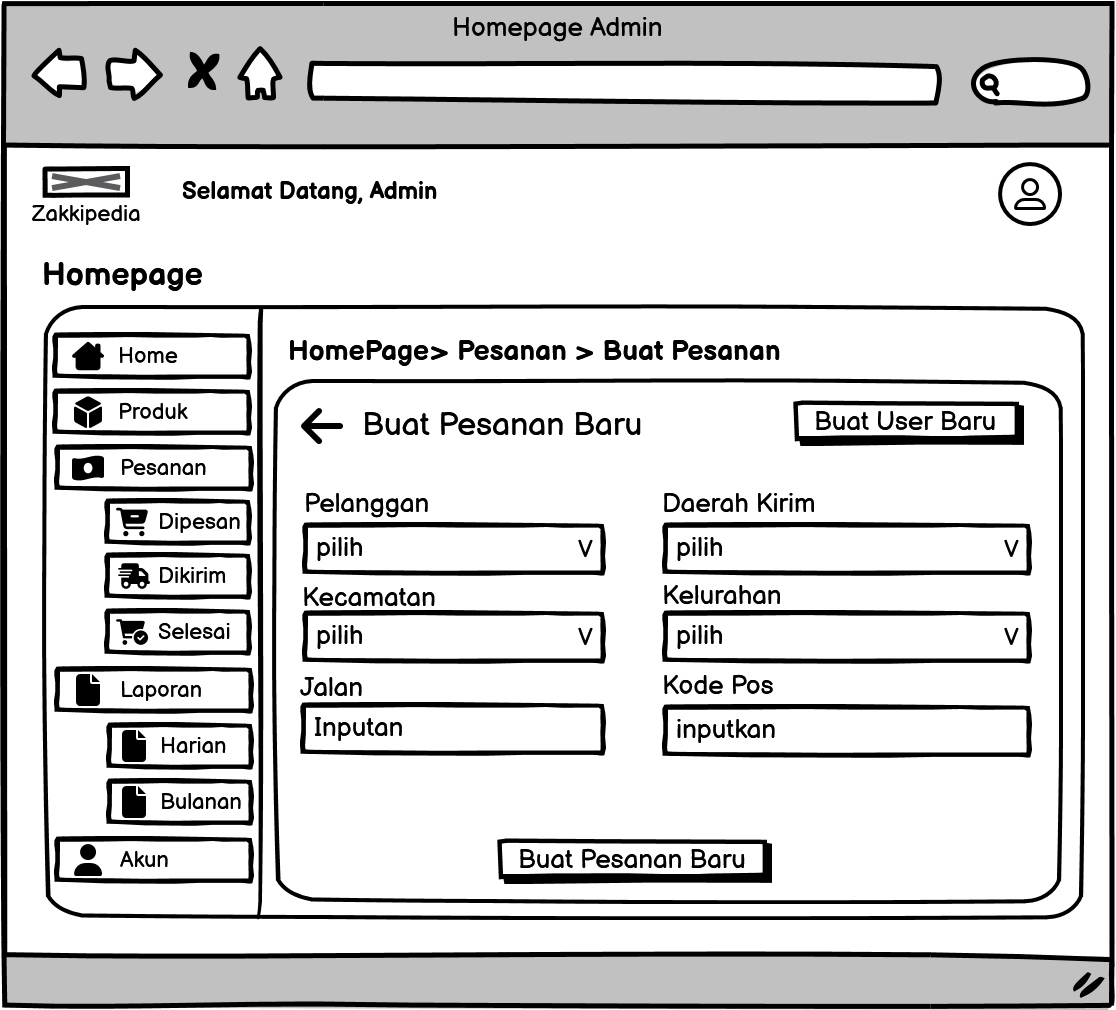 Homepage Admin
Selamat Datang, Admin
Zakkipedia
Homepage
Home
Produk
Pesanan
Dipesan
Dikirim
Selesai
Laporan
Harian
Bulanan
Akun
HomePage> Pesanan > Buat Pesanan
Buat Pesanan Baru
Buat User Baru
Pelanggan
Daerah Kirim
pilih V
pilih V
Kecamatan
Kelurahan
pilih V
pilih V
Jalan
Kode Pos
Inputan
inputkan
Buat Pesanan Baru